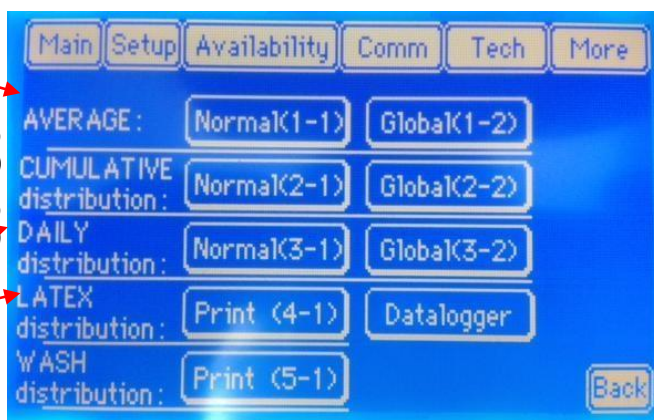 Main Setup Availability Comm Tech More
AVERAGE: Normal(1-1) Global(1-2)
CUMULATIVE
distribution: Normal(2-1) Global(2-2)
DAILY
distribution: Normal(3-1) Global(3-2)
LATEX
distribution: Print (4-1) Datalogger
WASH
distribution: Print (5-1)
Back